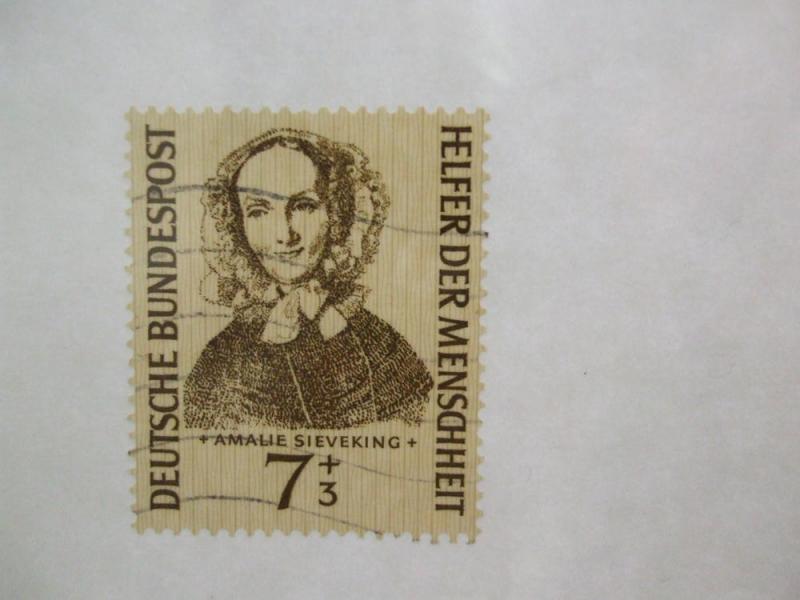 DEUTSCHE BUNDESPOST
HELFER DER MENSCHHEIT
+ AMALIE SIEVEKING +
7+3